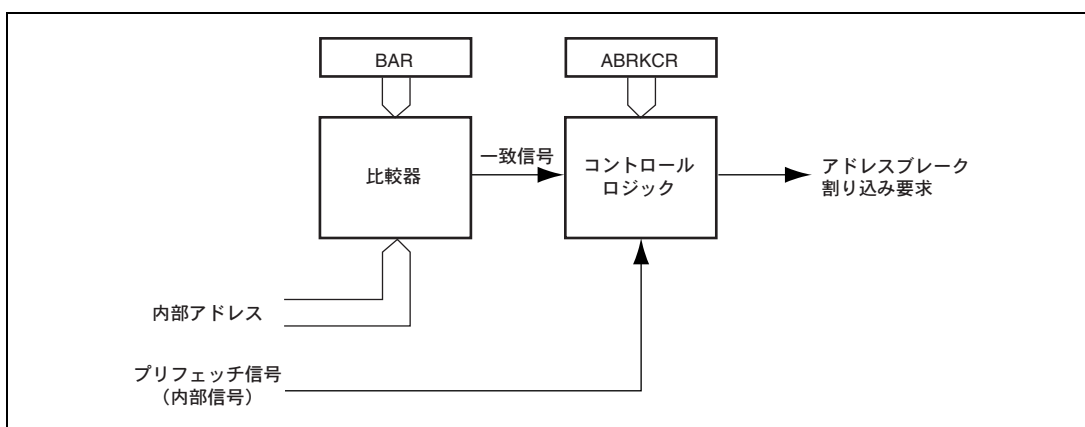 BAR
ABRKCR
比較器
一致信号
コントロール
ロジック
アドレスブレーク
割り込み要求
内部アドレス
プリフェッチ信号
（内部信号）